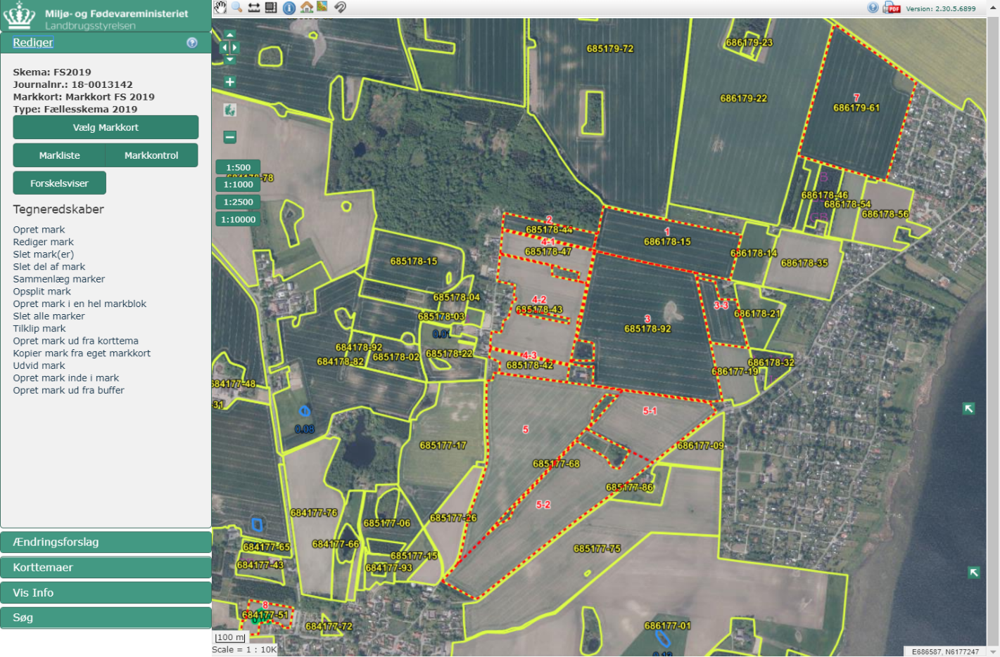 Miljø- og Fødevareministeriet
Landbrugsstyrelsen
Version: 2.30.5.6899
Rediger
Skema: FS2019
Journalnr.: 18-0013142
Markkort: Markkort FS 2019
Type: Fællesskema 2019
Vælg Markkort
Markliste
Markkontrol
Forskelsviser
Tegneredskaber
Opret mark
Rediger mark
Slet mark(er)
Slet del af mark
Sammenlæg marker
Opsplit mark
Opret mark i en hel markblok
Slet alle marker
Tilklip mark
Opret mark ud fra korttema
Kopier mark fra eget markkort
Udvid mark
Opret mark inde i mark
Opret mark ud fra buffer
Ændringsforslag
Korttemaer
Vis Info
Søg
1:500
1:1000
1:2500
1:10000
685179-72
686179-23
686179-22
7
686179-61
684178-78
686178-46
686178-54
686178-56
2
685178-44
4-1
685178-47
1
686178-15
686178-14
686178-35
685178-15
685178-04
685178-03
4-2
685178-43
3
685178-92
3-3
686178-21
0.01
684178-92
684178-82
685178-02
685178-22
4-3
685178-42
686178-32
686177-19
684177-48
31
0.08
5
5-1
685177-17
685177-68
686177-09
685177-86
5-2
684177-76
685177-06
685177-26
684177-65
684177-66
685177-15
685177-75
684177-43
684177-93
8
684177-51
684177-72
686177-01
0.13
|100 m|
Scale = 1 : 10K
E686587, N6177247